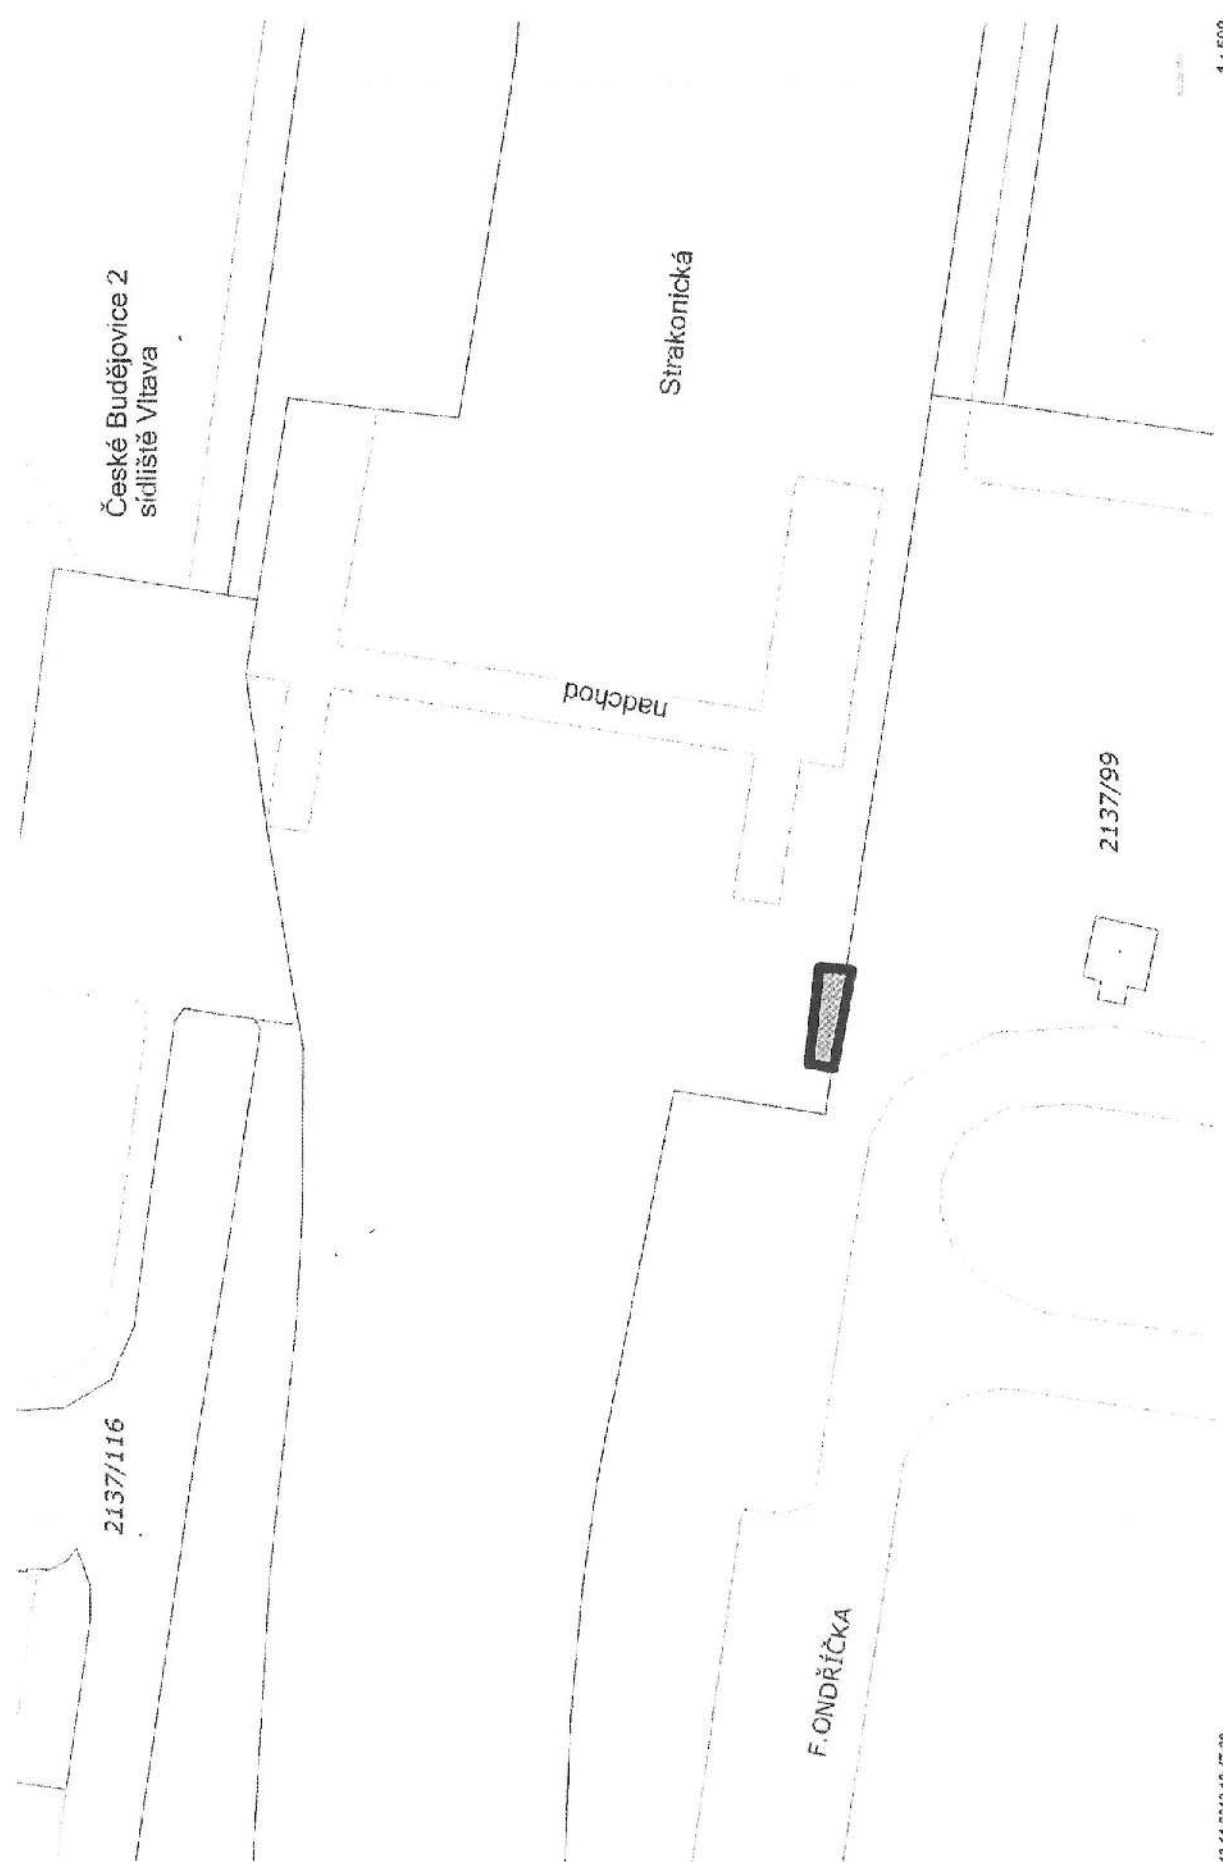 České Budějovice 2
sídliště Vltava
Strakonická
nadchod
2137/99
2137/116
F.ONDŘÍČKA